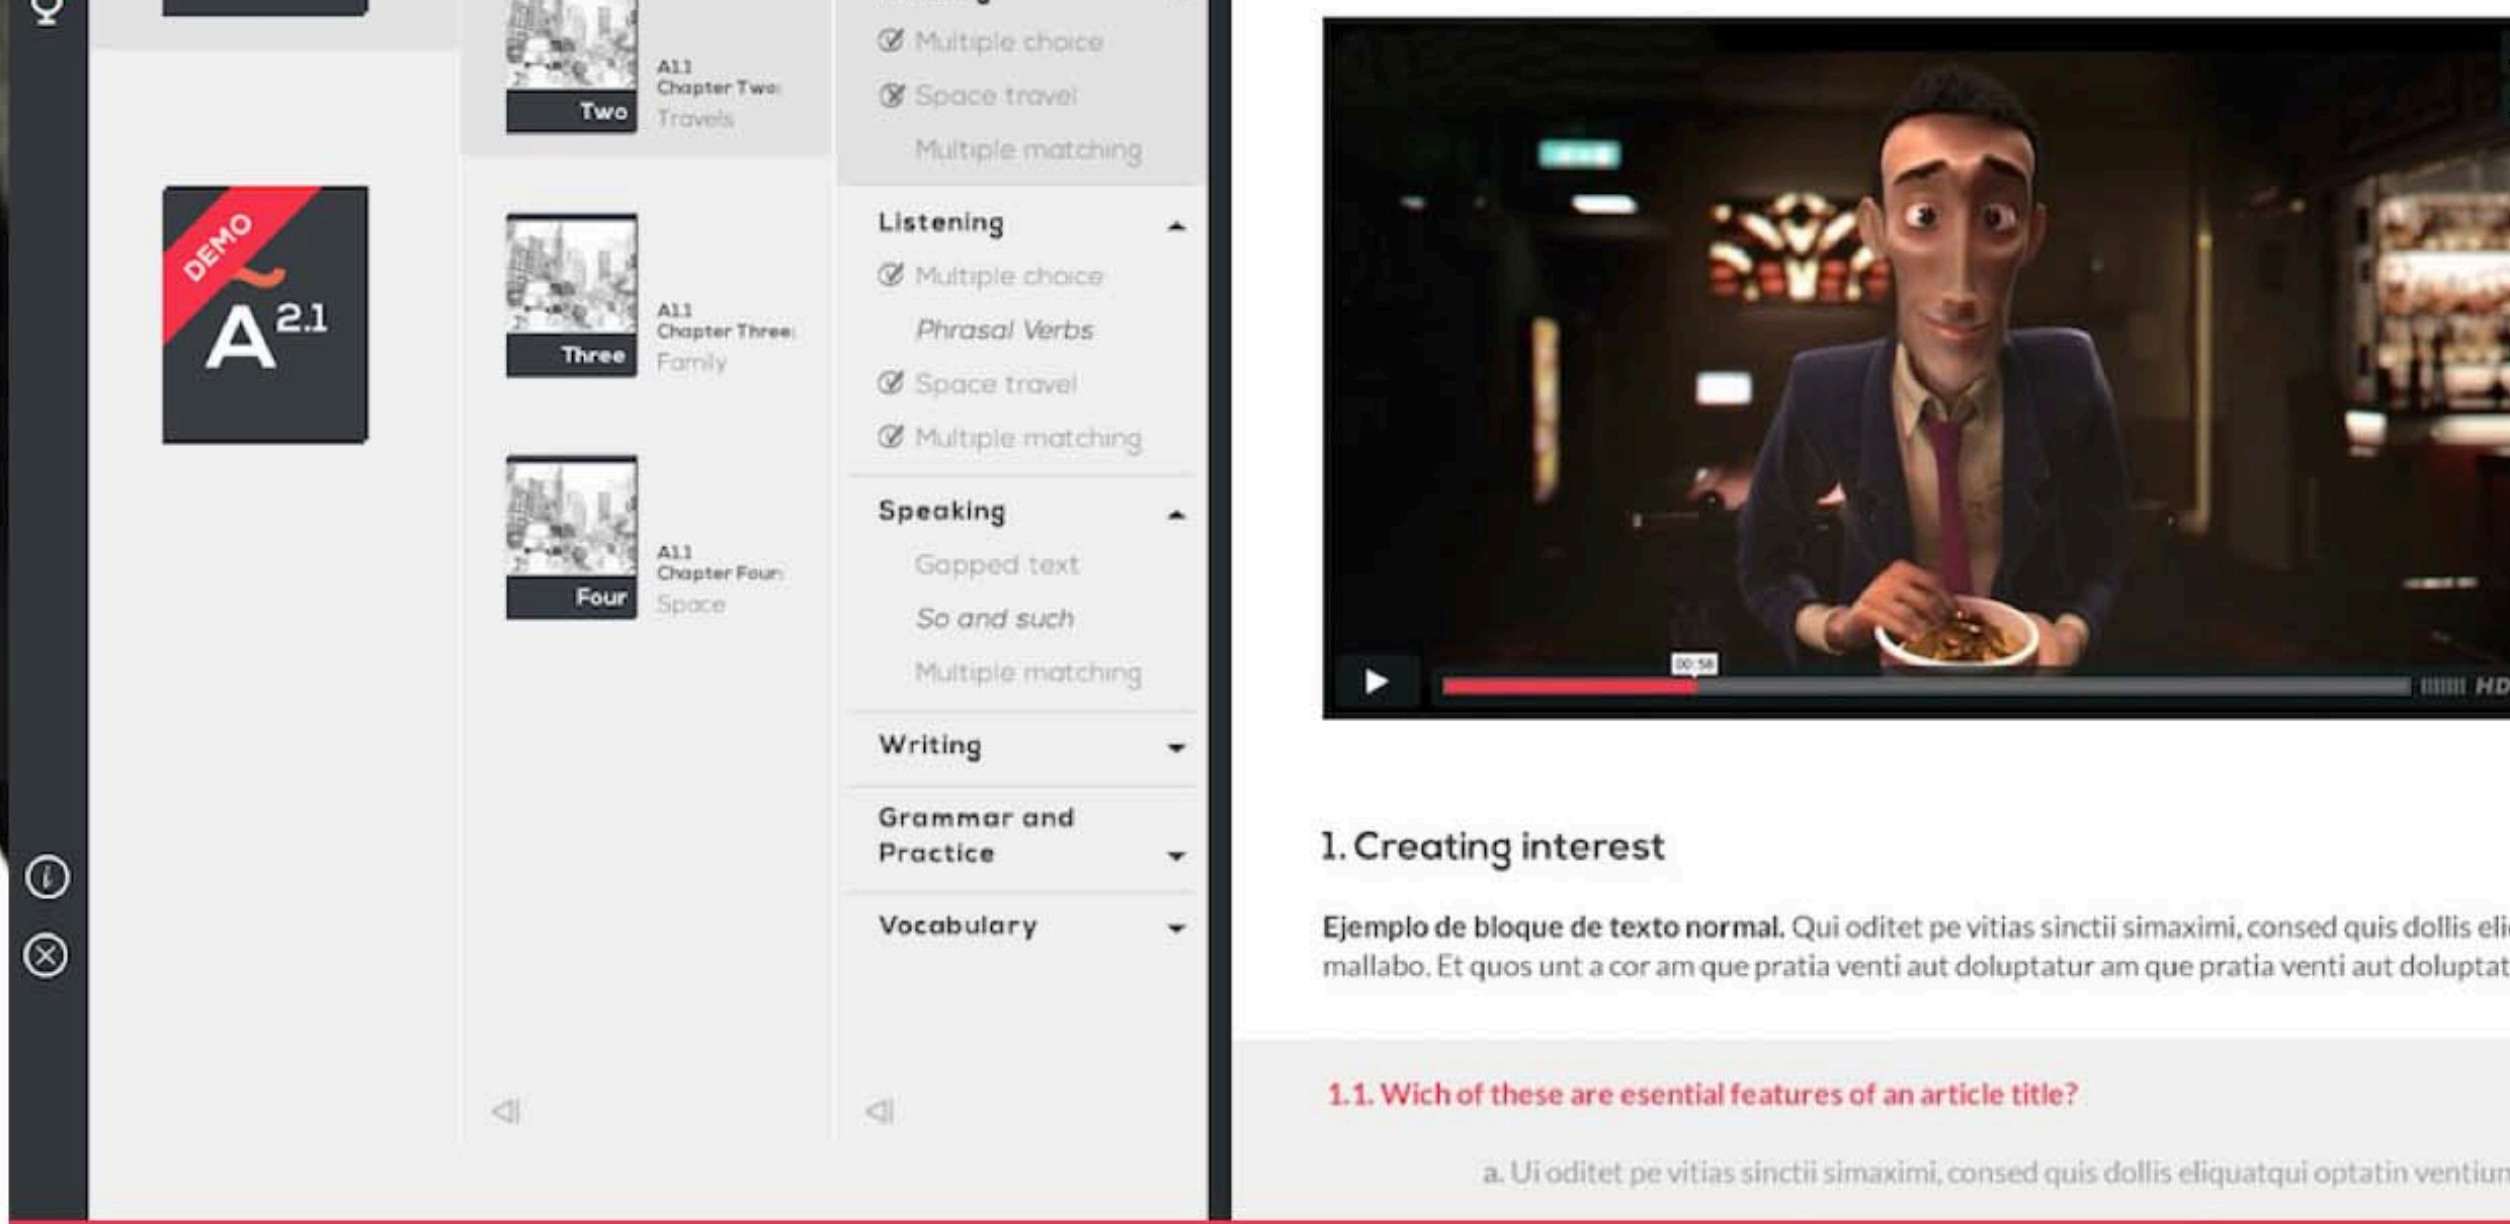 DEMO
A 2.1
Two
A1.1
Chapter Two:
Travels
Three
A1.1
Chapter Three:
Family
Four
A1.1
Chapter Four:
Space
Multiple choice
Space travel
Multiple matching
Listening
Multiple choice
Phrasal Verbs
Space travel
Multiple matching
Speaking
Gapped text
So and such
Multiple matching
Writing
Grammar and
Practice
Vocabulary
00:58
HD
1. Creating interest
Ejemplo de bloque de texto normal. Qui oditet pe vitias sinctii simaximi, consed quis dollis
mallabo. Et quos unt a cor am que pratia venti aut doluptatur am que pratia venti aut doluptat
1.1. Wich of these are esential features of an article title?
a. Ui oditet pe vitias sinctii simaximi, consed quis dollis eliquatqui optatin